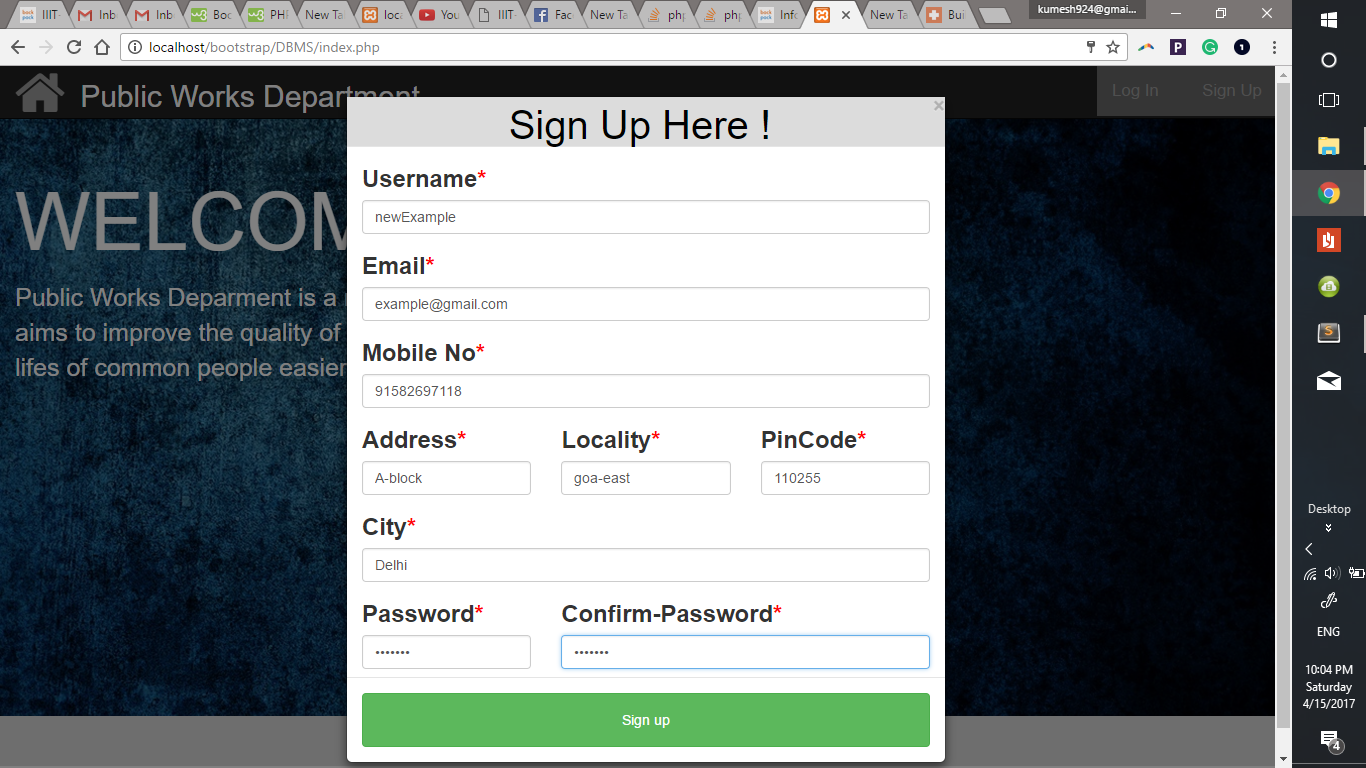 IIIT- Inb Inb Boo PHP New Ta loca You IIIT- Fac New Ta php php Info New Ta Bui kumesh924@gmai...
localhost/bootstrap/DBMS/index.php
Public Works Department Log In Sign Up
Sign Up Here !
×
WELCOM
Public Works Deparment is a
aims to improve the quality of
lifes of common people easier
Username*
newExample
Email*
example@gmail.com
Mobile No*
91582697118
Address* Locality* PinCode*
A-block goa-east 110255
City*
Delhi
Password* Confirm-Password*
••••••• •••••••
Sign up
Desktop
ENG
10:04 PM
Saturday
4/15/2017
4